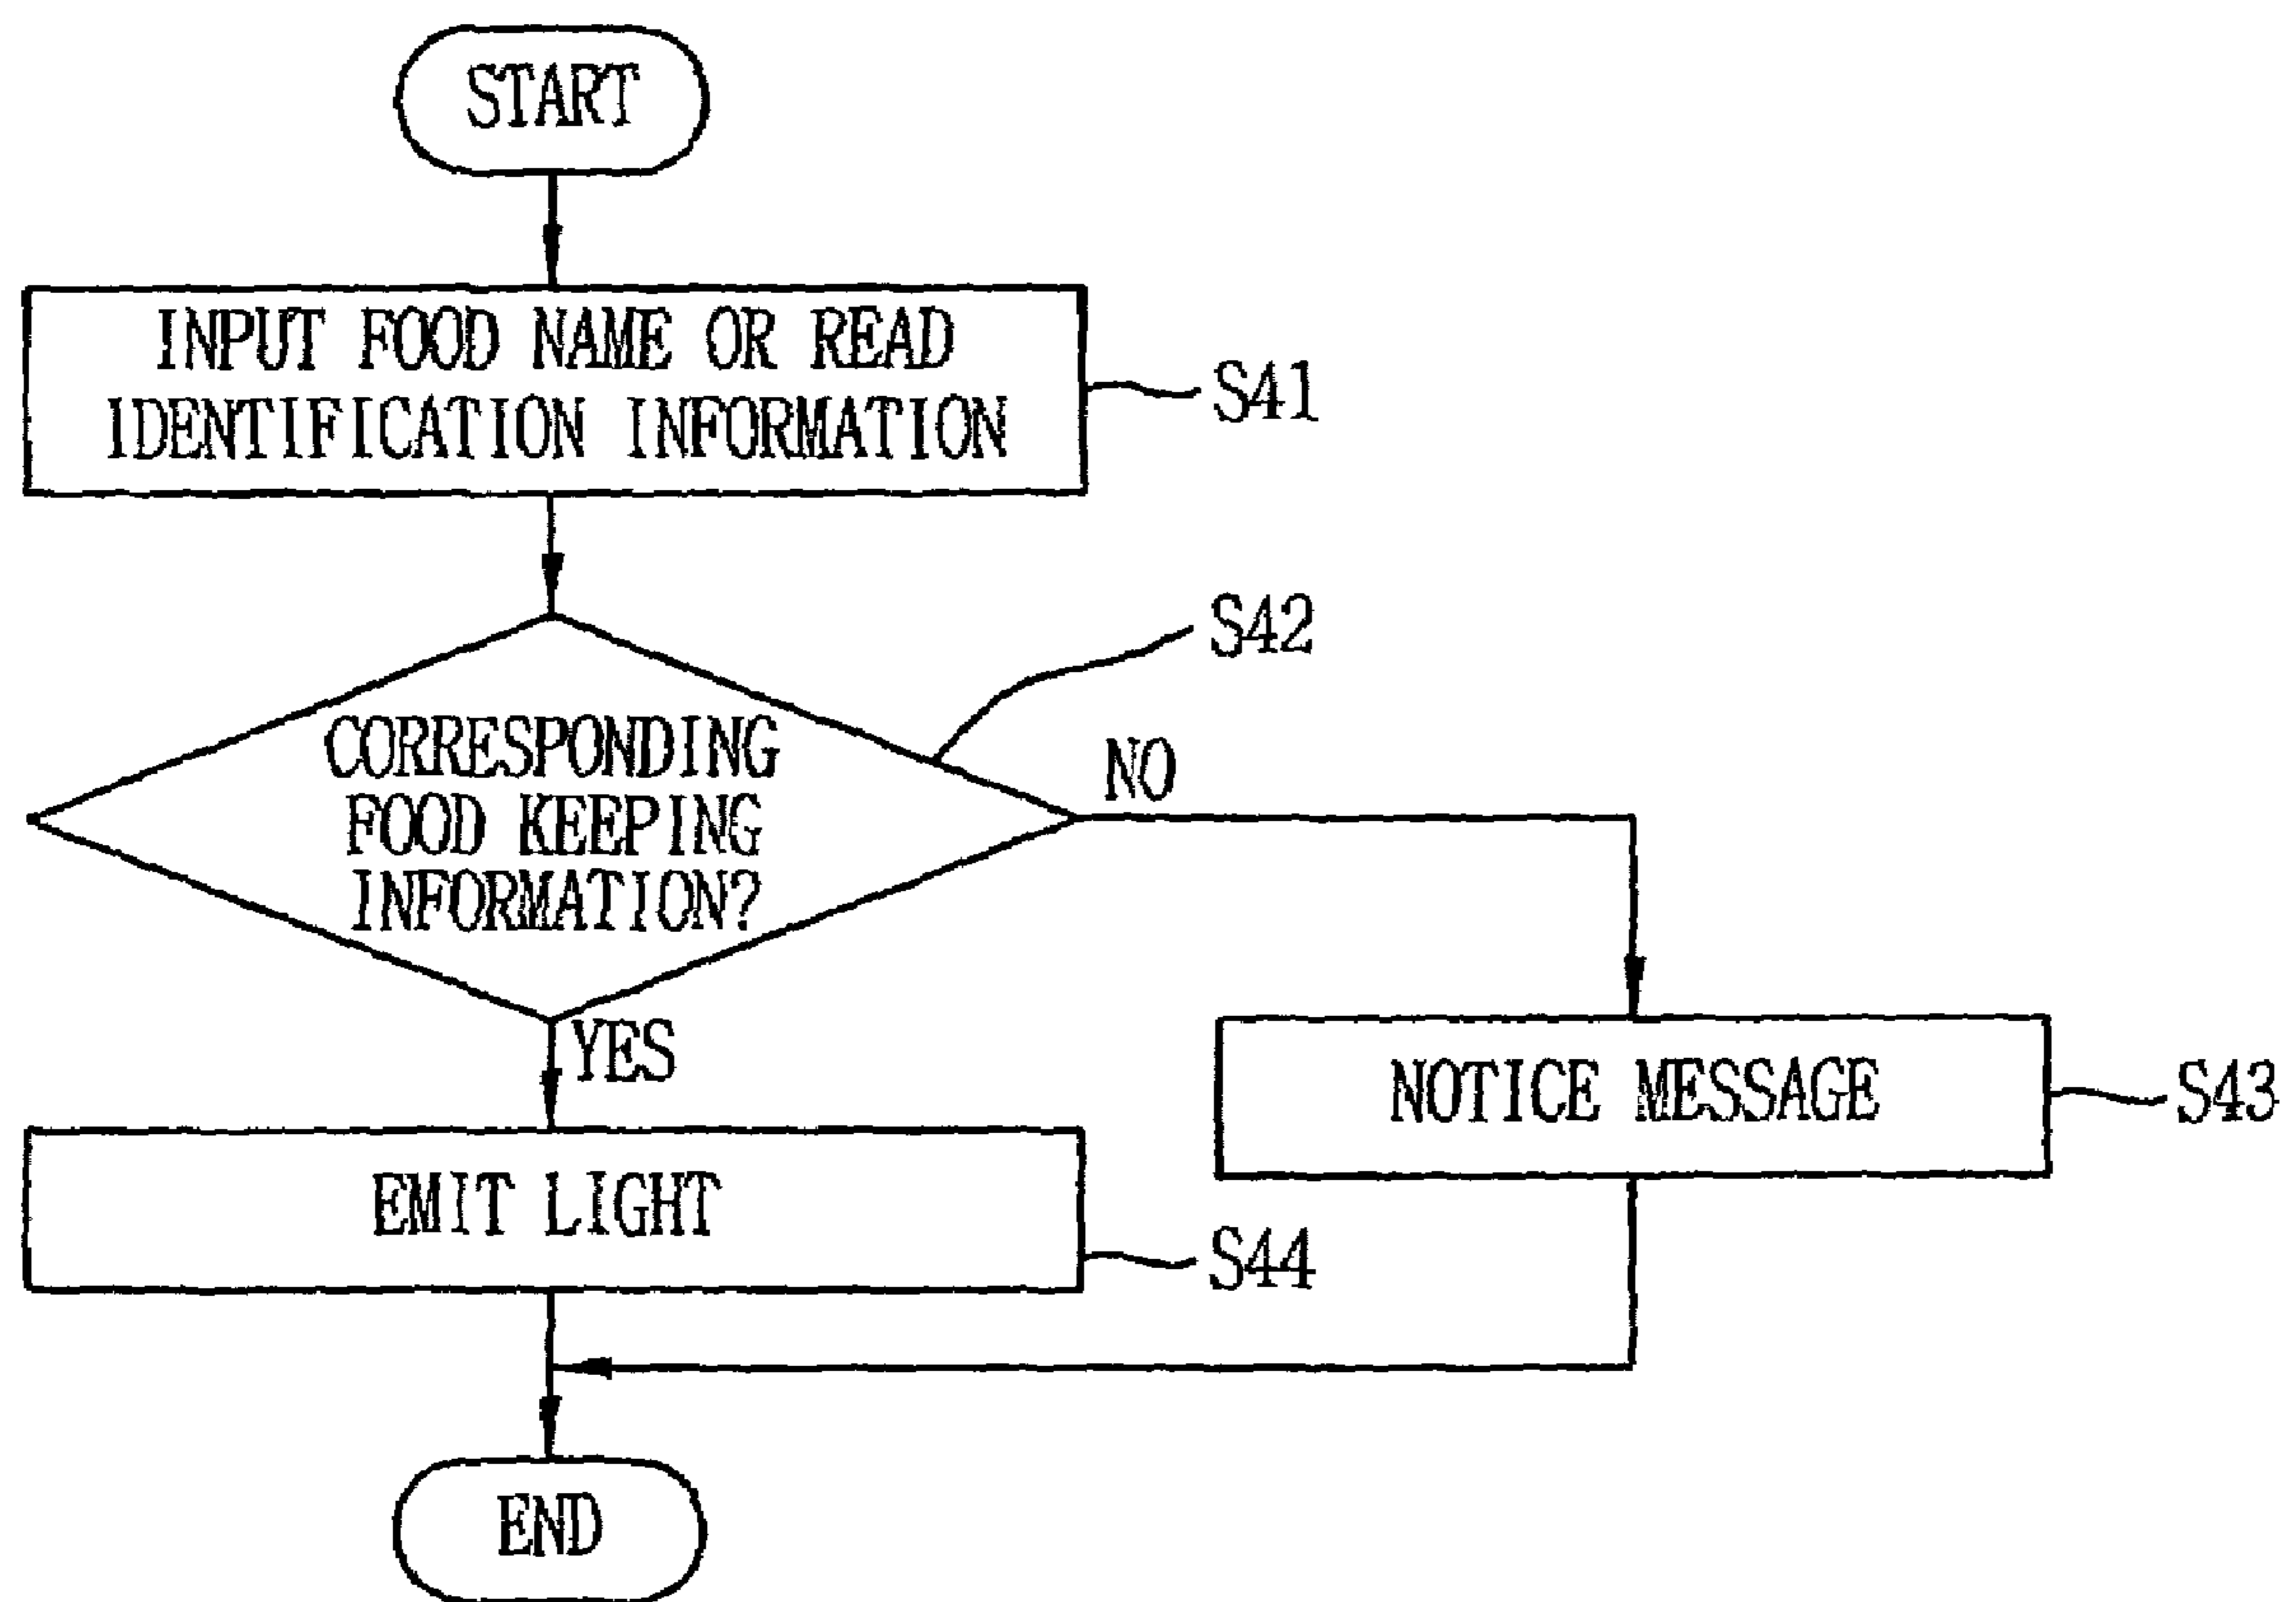 START
INPUT FOOD NAME OR READ
IDENTIFICATION INFORMATION
S41
S42
CORRESPONDING
FOOD KEEPING
INFORMATION?
NO
YES
NOTICE MESSAGE
S43
EMIT LIGHT
S44
END